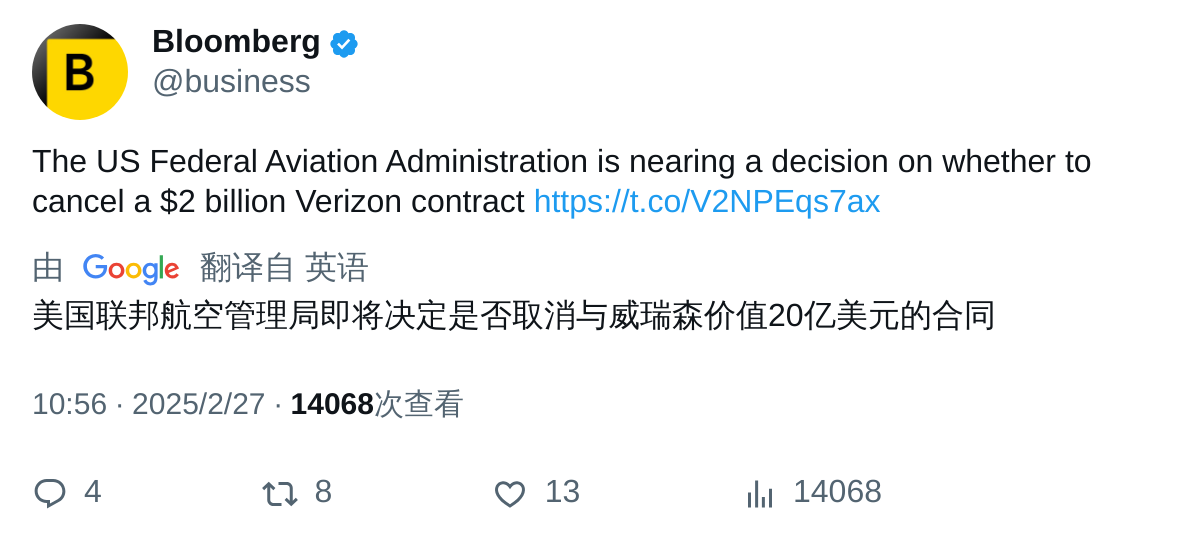 B
Bloomberg
@business
The US Federal Aviation Administration is nearing a decision on whether to
cancel a $2 billion Verizon contract https://t.co/V2NPEqs7ax
由 Google 翻译自 英语
美国联邦航空管理局即将决定是否取消与威瑞森价值20亿美元的合同
10:56 · 2025/2/27 · 14068次查看
4 8 13 14068